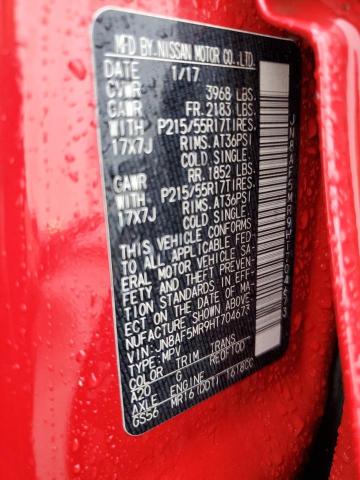 MFD BY NISSAN MOTOR CO., LTD.
DATE 1/17
GVWR 3968 LBS.
GAWR FR. 2183 LBS.
WITH P215/55R17TIRES.
17X7J RIMS. AT36PSI
COLD SINGLE.
GAWR RR. 1852 LBS.
WITH P215/55R17TIRES.
17X7J RIMS. AT36PSI
COLD SINGLE.
THIS VEHICLE CONFORMS
TO ALL APPLICABLE FED-
ERAL MOTOR VEHICLE SA-
FETY AND THEFT PREVEN-
TION STANDARDS IN EFF-
ECT ON THE DATE OF MA-
NUFACTURE SHOWN ABOVE.
VIN: JN8AF5MR9HT704673
TYPE: MPV
COLOR TRIM TRANS
A20 G RE0F10D
AXLE ENGINE
GS56 MR16(DDT) 1618CC
JN8AF5MR9HT704673